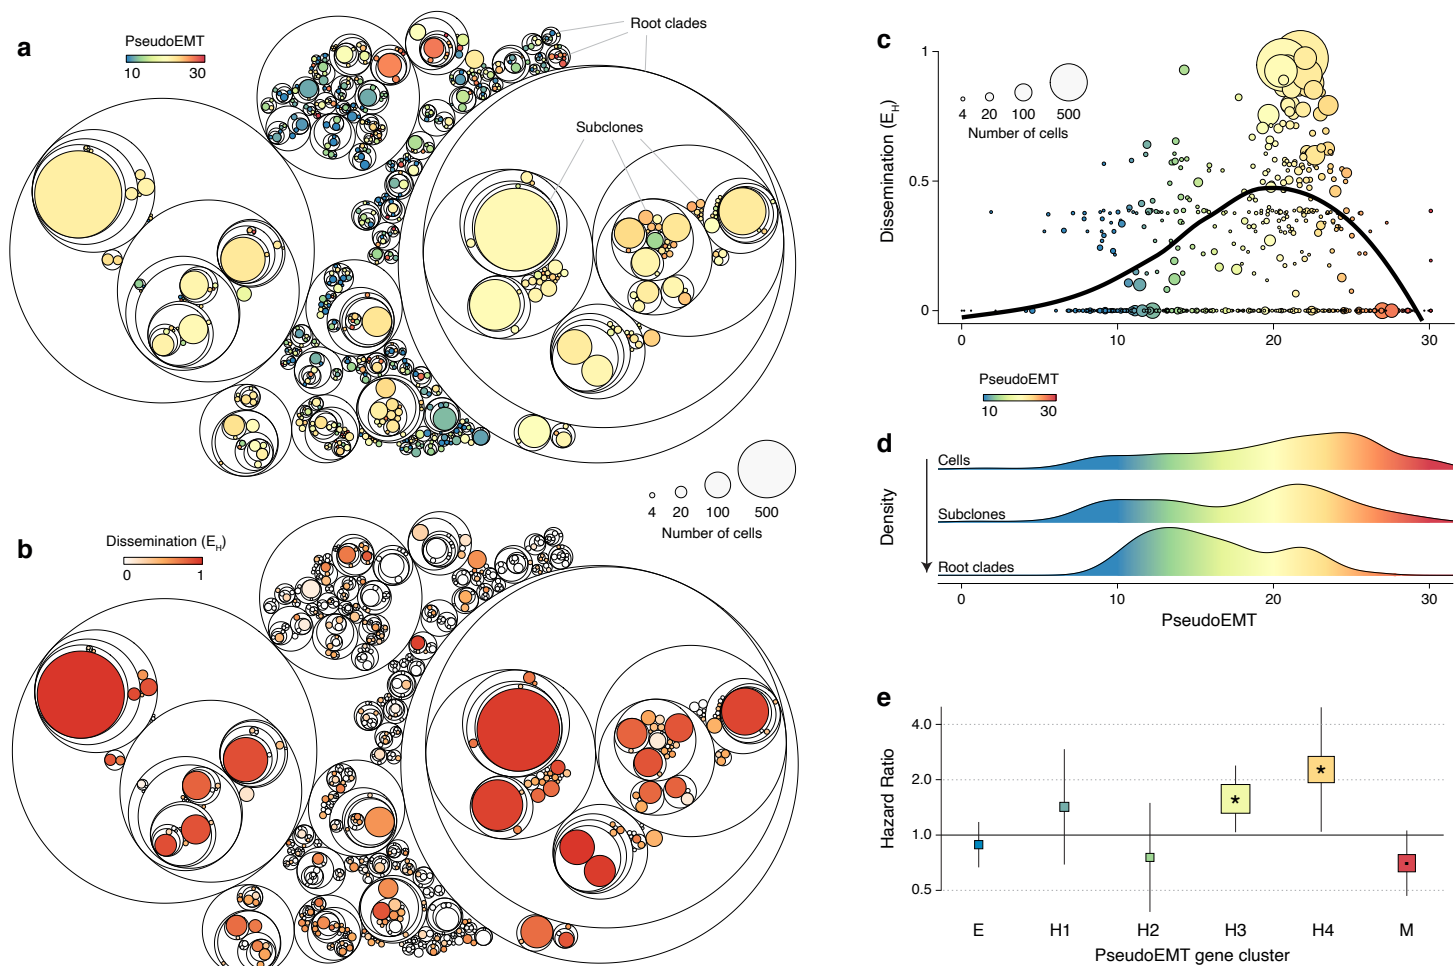 a
PseudoEMT
10 30
Root clades
Subclones
4 20 100 500
Number of cells
b
Dissemination (E_H)
0 1
c
Dissemination (E_H)
1
0.5
0
4 20 100 500
Number of cells
0 10 20 30
PseudoEMT
10 30
d
Density
Cells
Subclones
Root clades
0 10 20 30
PseudoEMT
e
Hazard Ratio
4.0
2.0
1.0
0.5
*
*
E H1 H2 H3 H4 M
PseudoEMT gene cluster